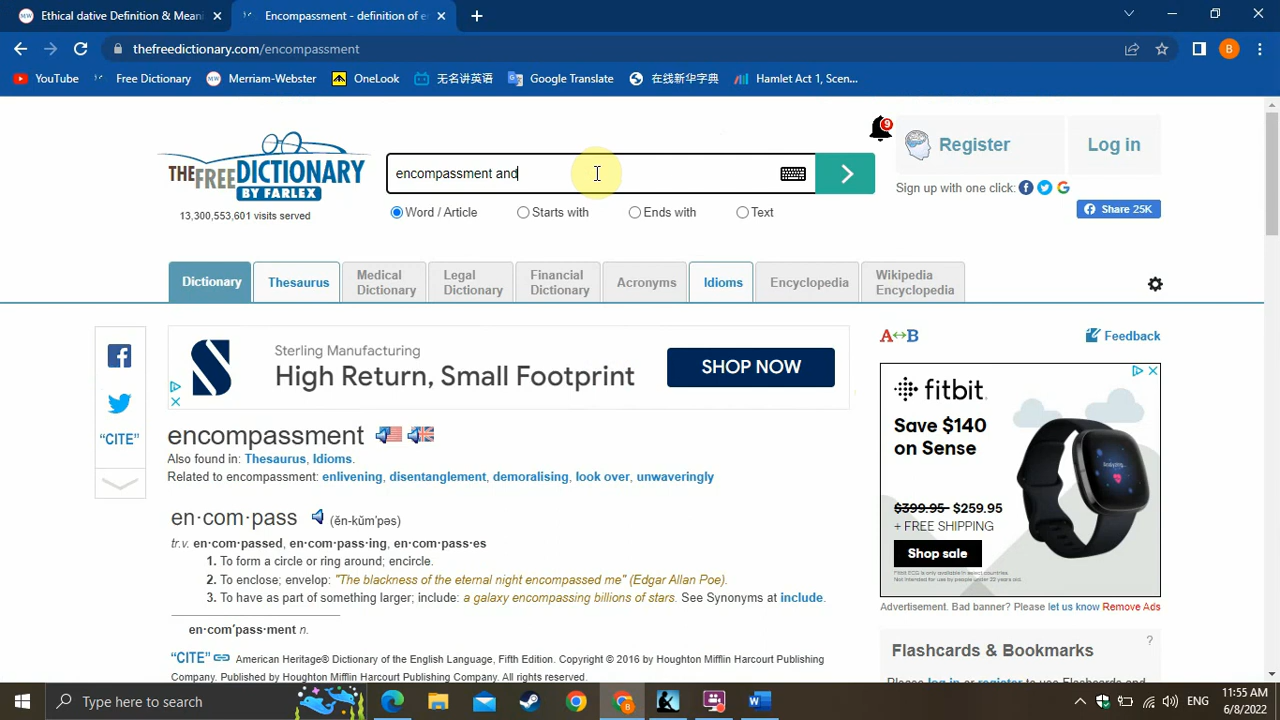 Ethical dative Definition & Meani
Encompassment - definition of e
thefreedictionary.com/encompassment
B
YouTube
Free Dictionary
MW
Merriam-Webster
OneLook
无名讲英语
Google Translate
在线新华字典
Hamlet Act 1, Scen...
THE FREE DICTIONARY
BY FARLEX
13,300,553,601 visits served
encompassment and
Word / Article
Starts with
Ends with
Text
9
Register
Log in
Sign up with one click:
Share 25K
Dictionary
Thesaurus
Medical
Dictionary
Legal
Dictionary
Financial
Dictionary
Acronyms
Idioms
Encyclopedia
Wikipedia
Encyclopedia
"CITE"
Sterling Manufacturing
High Return, Small Footprint
SHOP NOW
A↔B
Feedback
encompassment
Also found in: Thesaurus, Idioms.
Related to encompassment: enlivening, disentanglement, demoralising, look over, unwaveringly
en·com·pass (ĕn-kŭm′pəs)
tr.v. en·com·passed, en·com·pass·ing, en·com·pass·es
1. To form a circle or ring around; encircle.
2. To enclose; envelop: "The blackness of the eternal night encompassed me" (Edgar Allan Poe).
3. To have as part of something larger; include: a galaxy encompassing billions of stars. See Synonyms at include.
en·com′pass·ment n.
"CITE" American Heritage® Dictionary of the English Language, Fifth Edition. Copyright © 2016 by Houghton Mifflin Harcourt Publishing
Company. Published by Houghton Mifflin Harcourt Publishing Company. All rights reserved.
fitbit
Save $140
on Sense
$399.95 $259.95
+ FREE SHIPPING
Shop sale
Advertisement. Bad banner? Please let us know Remove Ads
Flashcards & Bookmarks
?
Please log in or register to use Flashcards and
Type here to search
ENG
11:55 AM
6/8/2022